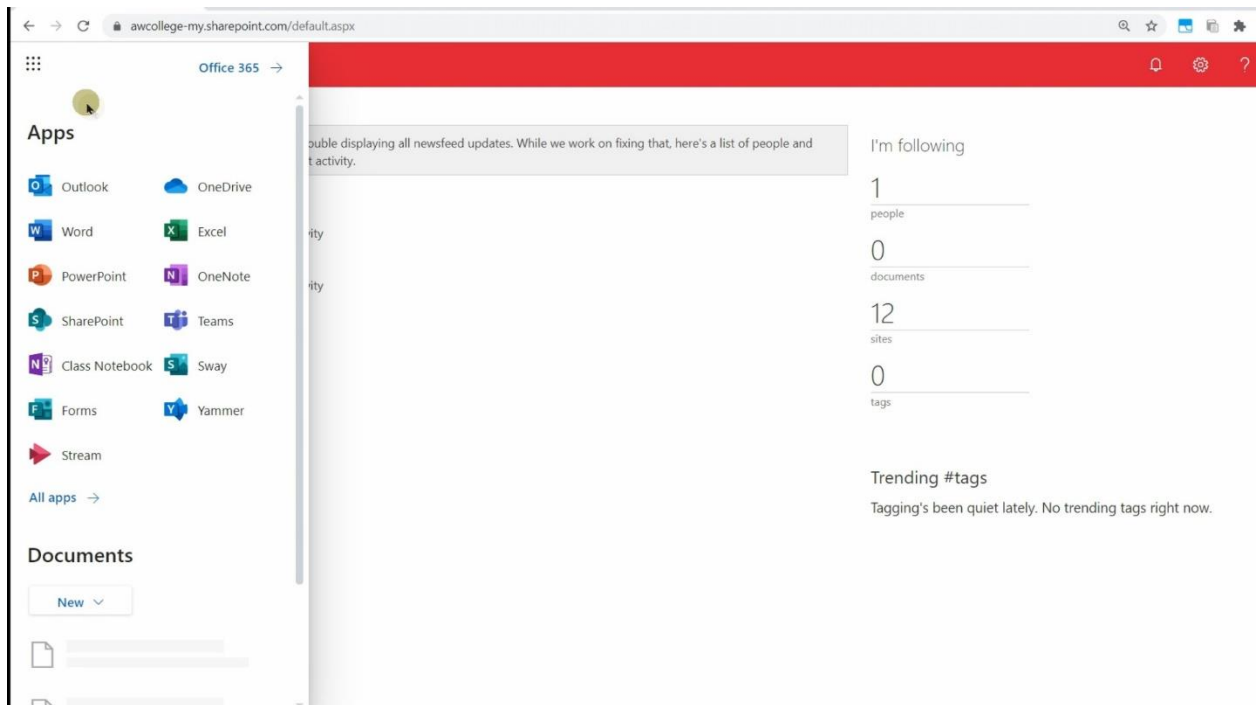 awcollege-my.sharepoint.com/default.aspx
Office 365 →
Apps
Outlook
OneDrive
Word
Excel
PowerPoint
OneNote
SharePoint
Teams
Class Notebook
Sway
Forms
Yammer
Stream
All apps →
Documents
New
ouble displaying all newsfeed updates. While we work on fixing that, here's a list of people and
t activity.
ity
ity
I'm following
1
people
0
documents
12
sites
0
tags
Trending #tags
Tagging's been quiet lately. No trending tags right now.